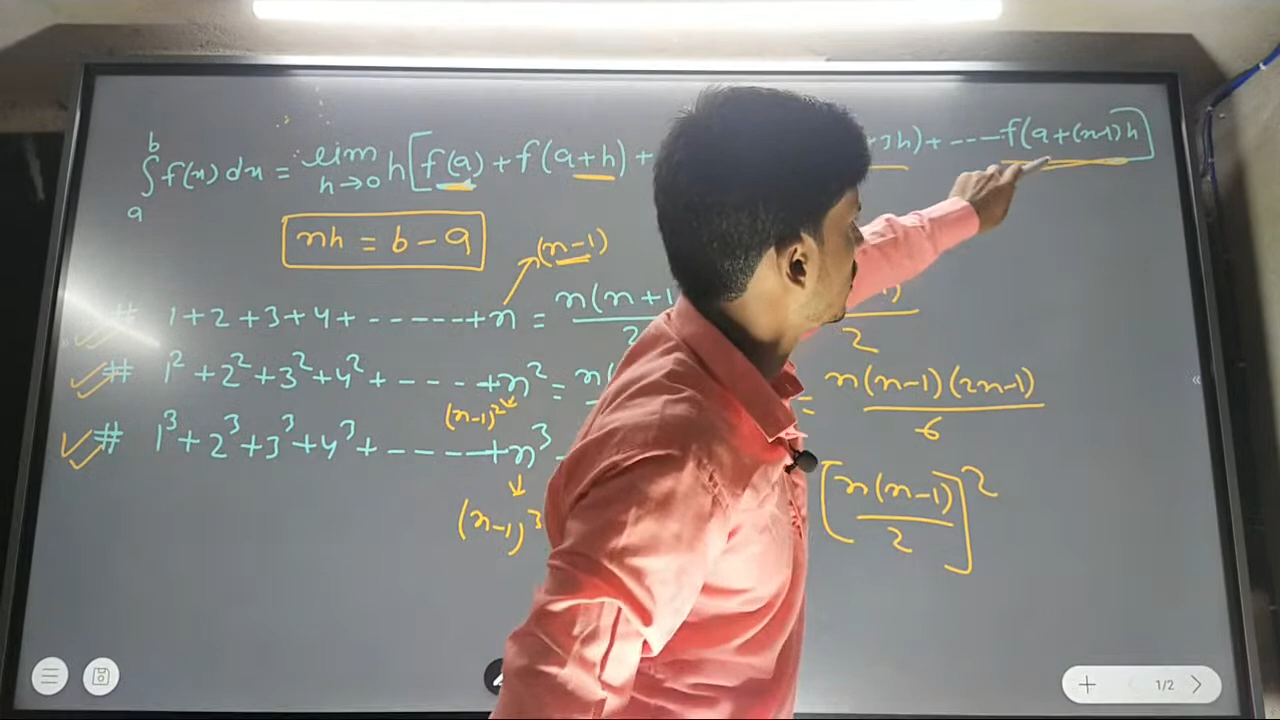 ∫_a^b f(x) dx = lim_{h→0} h[f(a) + f(a+h) + +3h) + ---- f(a+(n-1)h]
nh = b - a
(n-1)
# 1+2+3+4+ ------+n = n(n+1 / 2 1) / 2
# 1²+2²+3²+4²+ ----+n² = n( = n(n-1)(2n-1) / 6
(n-1)²
# 1³+2³+3³+4³+ -----+n³ [n(n-1) / 2]²
(n-1)³
1/2